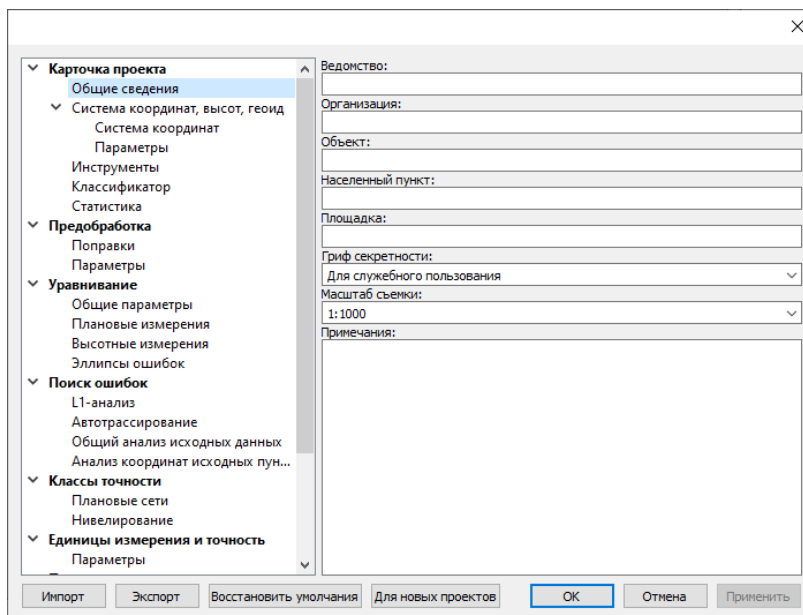 Карточка проекта
Общие сведения
Система координат, высот, геоид
Система координат
Параметры
Инструменты
Классификатор
Статистика
Предобработка
Поправки
Параметры
Уравнивание
Общие параметры
Плановые измерения
Высотные измерения
Эллипсы ошибок
Поиск ошибок
L1-анализ
Автотрассирование
Общий анализ исходных данных
Анализ координат исходных пун...
Классы точности
Плановые сети
Нивелирование
Единицы измерения и точность
Параметры
Ведомство:
Организация:
Объект:
Населенный пункт:
Площадка:
Гриф секретности:
Для служебного пользования
Масштаб съемки:
1:1000
Примечания:
Импорт Экспорт Восстановить умолчания Для новых проектов OK Отмена Применить